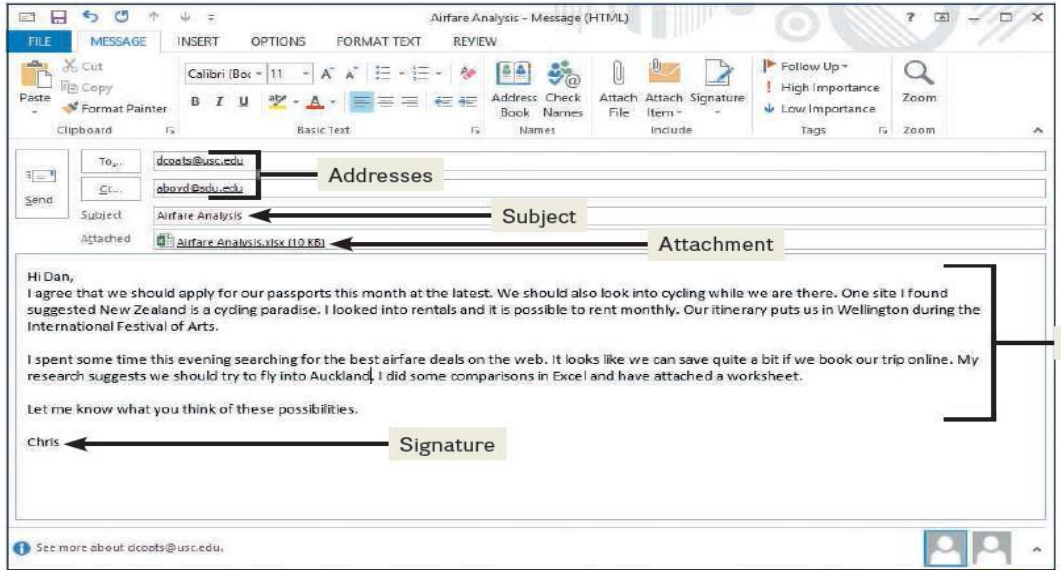 Airfare Analysis - Message (HTML)
FILE MESSAGE INSERT OPTIONS FORMAT TEXT REVIEW
Cut
Copy
Paste
Format Painter
Clipboard
Calibri (Boc 11
B I U
Basic Text
Address Book
Check Names
Names
Attach File
Attach Item
Signature
Include
Follow Up
High Importance
Low Importance
Tags
Zoom
Zoom
Send
To...
dcoats@usc.edu
Cc...
aboyd@sdu.edu
Addresses
Subject
Airfare Analysis
Subject
Attached
Airfare Analysis.xlsx (10 KB)
Attachment
Hi Dan,
I agree that we should apply for our passports this month at the latest. We should also look into cycling while we are there. One site I found
suggested New Zealand is a cycling paradise. I looked into rentals and it is possible to rent monthly. Our itinerary puts us in Wellington during the
International Festival of Arts.
I spent some time this evening searching for the best airfare deals on the web. It looks like we can save quite a bit if we book our trip online. My
research suggests we should try to fly into Auckland. I did some comparisons in Excel and have attached a worksheet.
Let me know what you think of these possibilities.
Chris
Signature
See more about dcoats@usc.edu.